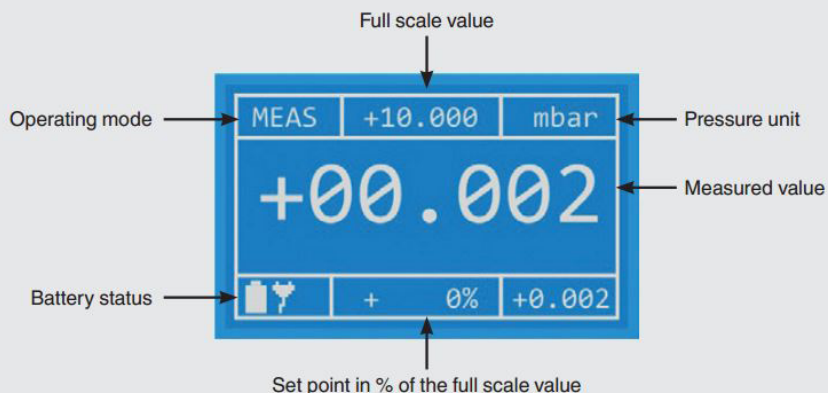 Full scale value
Operating mode
MEAS
+10.000
mbar
Pressure unit
+00.002
Measured value
Battery status
+ 0%
+0.002
Set point in % of the full scale value